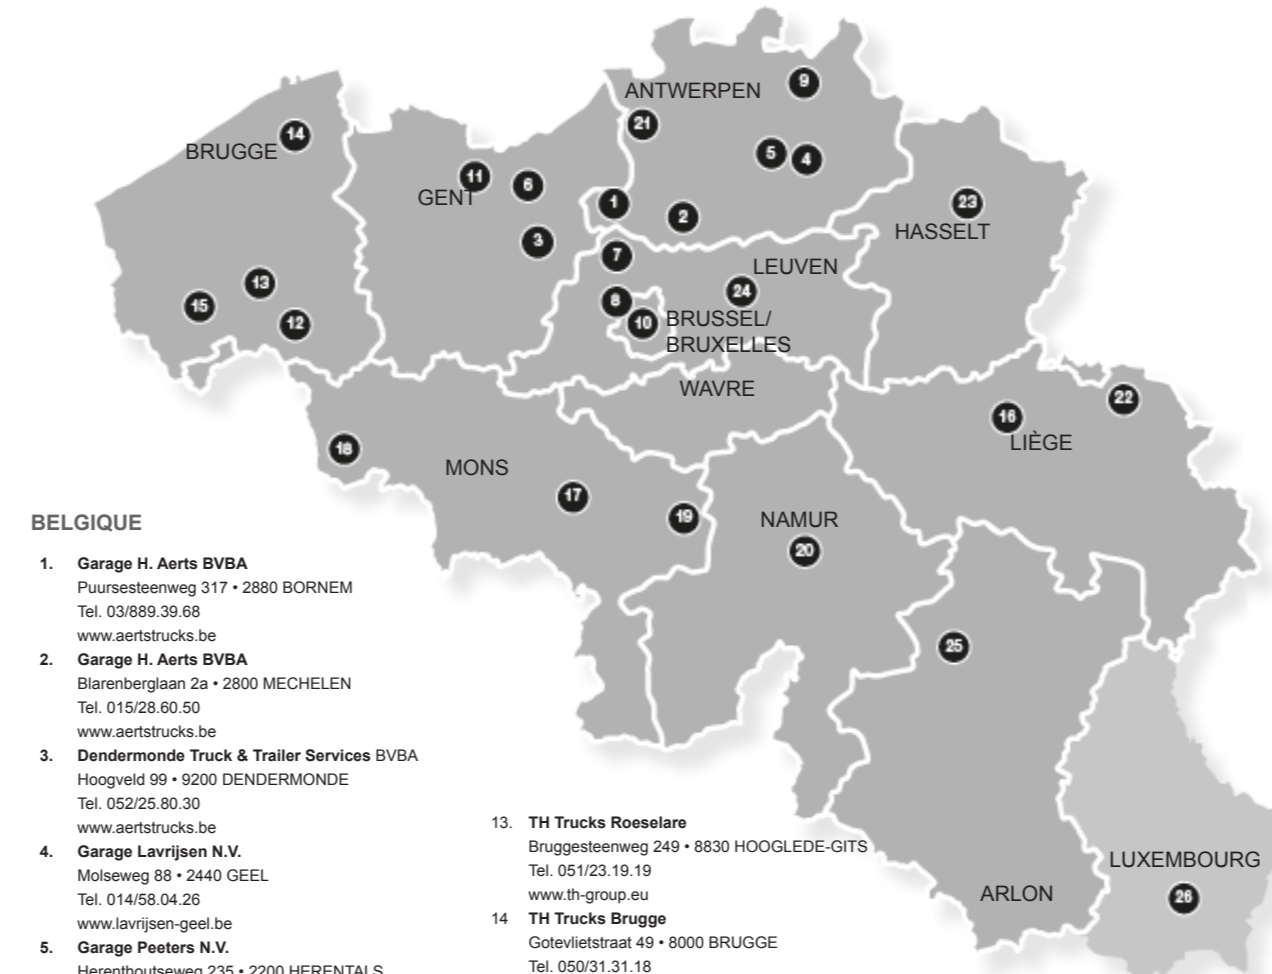 9
ANTWERPEN
21
14
BRUGGE
5
4
11
6
GENT
1
2
23
HASSELT
3
7
LEUVEN
13
24
15
8
12
10
BRUSSEL/
BRUXELLES
WAVRE
22
16
LIÈGE
18
MONS
17
19
NAMUR
20
25
LUXEMBOURG
ARLON
26
BELGIQUE
1. Garage H. Aerts BVBA
Puursesteenweg 317 • 2880 BORNEM
Tel. 03/889.39.68
www.aertstrucks.be
2. Garage H. Aerts BVBA
Blarenberglaan 2a • 2800 MECHELEN
Tel. 015/28.60.50
www.aertstrucks.be
3. Dendermonde Truck & Trailer Services BVBA
Hoogveld 99 • 9200 DENDERMONDE
Tel. 052/25.80.30
www.aertstrucks.be
4. Garage Lavrijsen N.V.
Molseweg 88 • 2440 GEEL
Tel. 014/58.04.26
www.lavrijsen-geel.be
5. Garage Peeters N.V.
Herenthoutseweg 235 • 2200 HERENTALS
13. TH Trucks Roeselare
Bruggesteenweg 249 • 8830 HOOGLEDE-GITS
Tel. 051/23.19.19
www.th-group.eu
14 TH Trucks Brugge
Gotevlietstraat 49 • 8000 BRUGGE
Tel. 050/31.31.18